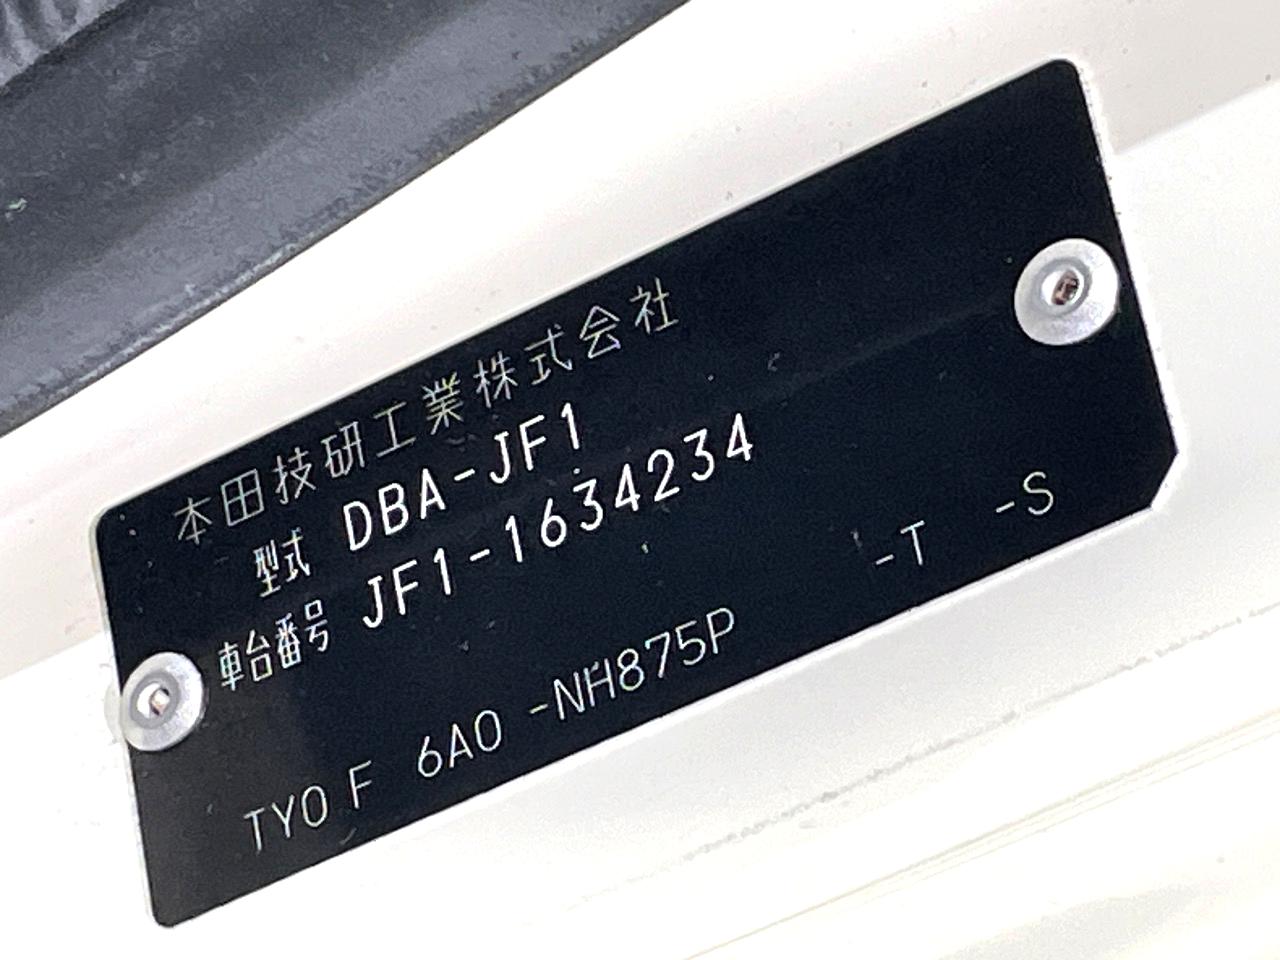 本田技研工業株式会社
型式 DBA-JF1
車台番号 JF1-1634234
-T -S
TY0 F 6A0 -NH875P